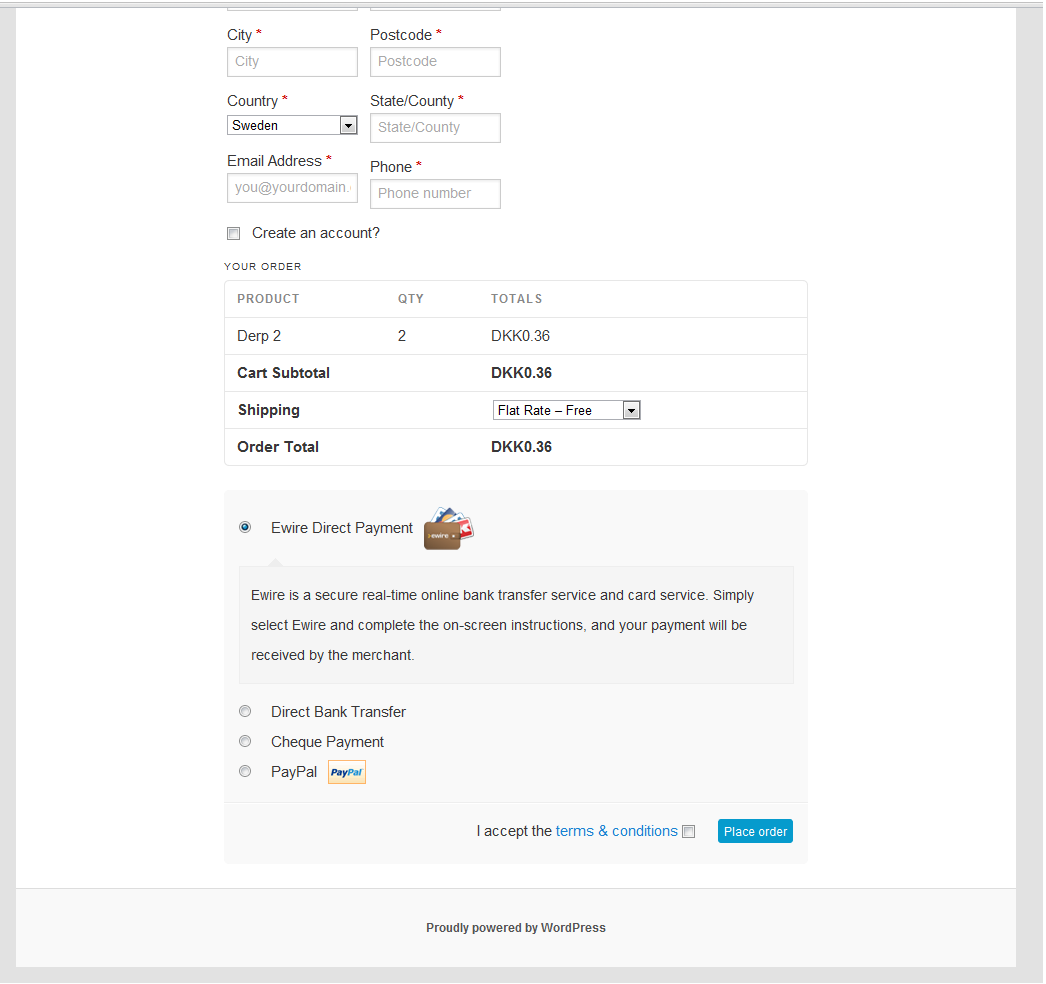 City * Postcode *
City Postcode
Country * State/County *
Sweden State/County
Email Address * Phone *
you@yourdomain. Phone number
Create an account?
YOUR ORDER
PRODUCT QTY TOTALS
Derp 2 2 DKK0.36
Cart Subtotal DKK0.36
Shipping Flat Rate – Free
Order Total DKK0.36
Ewire Direct Payment ewire
Ewire is a secure real-time online bank transfer service and card service. Simply
select Ewire and complete the on-screen instructions, and your payment will be
received by the merchant.
Direct Bank Transfer
Cheque Payment
PayPal PayPal
I accept the terms & conditions Place order
Proudly powered by WordPress